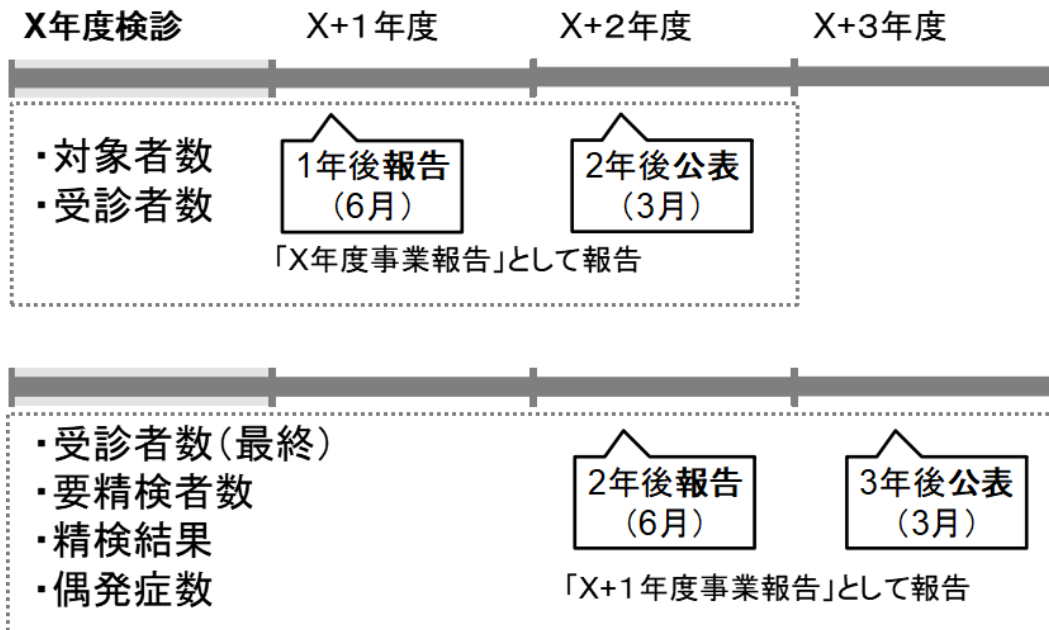 X年度検診
X+1年度
X+2年度
X+3年度
・対象者数
・受診者数
1年後報告
(6月)
2年後公表
(3月)
「X年度事業報告」として報告
・受診者数(最終)
・要精検者数
・精検結果
・偶発症数
2年後報告
(6月)
3年後公表
(3月)
「X+1年度事業報告」として報告